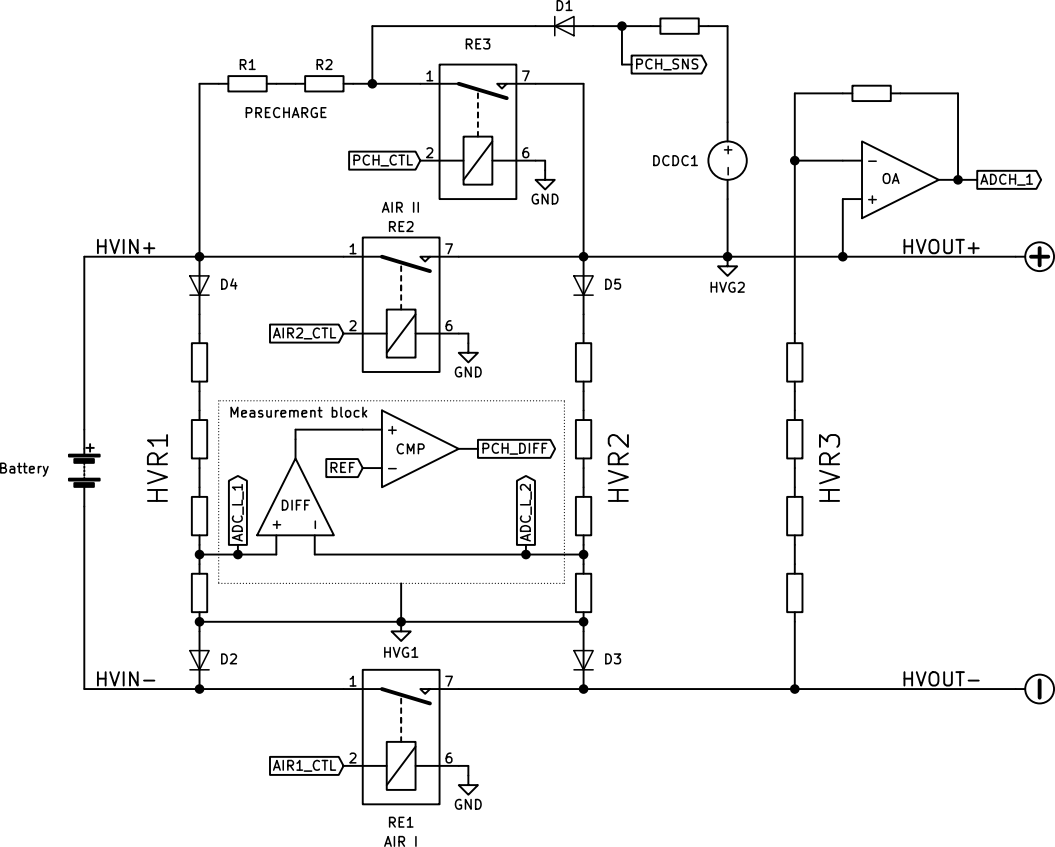 D1
RE3
R1
R2
1
7
PCH_SNS
PRECHARGE
+
−
DCDC1
PCH_CTL
2
6
GND
−
OA
+
ADCH_1
AIR II
RE2
HVIN+
1
7
HVOUT+
+
HVG2
D4
D5
AIR2_CTL
2
6
GND
Measurement block
+
CMP
−
PCH_DIFF
REF
HVR1
HVR2
HVR3
+
Battery
ADC_L_1
ADC_L_2
DIFF
+
−
HVG1
D2
D3
HVIN−
1
7
HVOUT−
−
AIR1_CTL
2
6
GND
RE1
AIR I